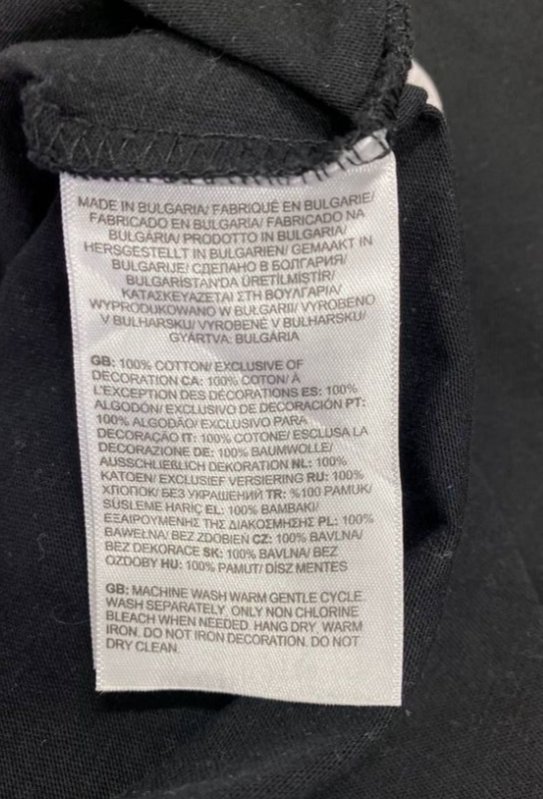 MADE IN BULGARIA/ FABRIQUÉ EN BULGARIE/
FABRICADO EN BULGARIA/ FABRICADO NA
BULGÁRIA/ PRODOTTO IN BULGARIA/
HERSGESTELLT IN BULGARIEN/ GEMAAKT IN
BULGARIJE/ СДЕЛАНО В БОЛГАРИЯ/
BULGARİSTAN'DA ÜRETİLMİŞTİR/
ΚΑΤΑΣΚΕΥΑΖΕΤΑΙ ΣΤΗ ΒΟΥΛΓΑΡΙΑ/
WYPRODUKOWANO W BUŁGARII/ VYROBENO
V BULHARSKU/ VYROBENÉ V BULHARSKU/
GYÁRTVA: BULGÁRIA
GB: 100% COTTON/ EXCLUSIVE OF
DECORATION CA: 100% COTON/ À
L'EXCEPTION DES DÉCORATIONS ES: 100%
ALGODÓN/ EXCLUSIVO DE DECORACIÓN PT:
100% ALGODÃO/ EXCLUSIVO PARA
DECORAÇÃO IT: 100% COTONE/ ESCLUSA LA
DECORAZIONE DE: 100% BAUMWOLLE/
AUSSCHLIEßLICH DEKORATION NL: 100%
KATOEN/ EXCLUSIEF VERSIERING RU: 100%
ХЛОПОК/ БЕЗ УКРАШЕНИЙ TR: %100 PAMUK/
SÜSLEME HARİÇ EL: 100% ΒΑΜΒΑΚΙ/
ΕΞΑΙΡΟΥΜΕΝΗΣ ΤΗΣ ΔΙΑΚΟΣΜΗΣΗΣ PL: 100%
BAWEŁNA/ BEZ ZDOBIEŃ CZ: 100% BAVLNA/
BEZ DEKORACE SK: 100% BAVLNA/ BEZ
OZDOBY HU: 100% PAMUT/ DÍSZ MENTES
GB: MACHINE WASH WARM GENTLE CYCLE.
WASH SEPARATELY. ONLY NON CHLORINE
BLEACH WHEN NEEDED. HANG DRY, WARM
IRON. DO NOT IRON DECORATION. DO NOT
DRY CLEAN.